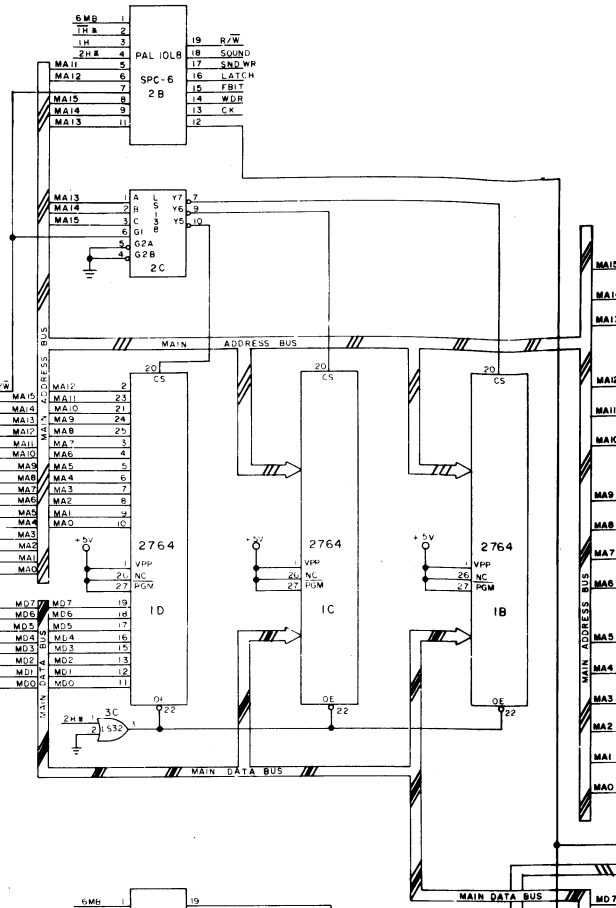 6MB 1
1H* 2
1H 3
2H* 4
MA11 5
MA12 6
7
MA15 8
MA14 9
MA13 11
PAL 10L8
SPC-6
2B
19 R/W
18 SOUND
17 SND WR
16 LATCH
15 FBIT
14 WDR
13 CK
12
MA13 1 A
MA14 2 B
MA15 3 C
6 G1
5 G2A
4 G2B
LS138
2C
Y7 7
Y6 9
Y5 10
MAIN ADDRESS BUS
MAIN ADDRESS BUS
MA15
MA14
MA13
MA12
MA11
MA10
MA9
MA8
MA7
MA6
MA5
MA4
MA3
MA2
MA1
MA0
20
CS
MA12 2
MA11 23
MA10 21
MA9 24
MA8 25
MA7 3
MA6 4
MA5 5
MA4 6
MA3 7
MA2 8
MA1 9
MA0 10
+5V
2764
1 VPP
26 NC
27 PGM
1D
MD7 MD7 19
MD6 MD6 18
MD5 MD5 17
MD4 MD4 16
MD3 MD3 15
MD2 MD2 13
MD1 MD1 12
MD0 MD0 11
OE
22
MAIN DATA BUS
3C
2H* 1
2
LS32
3
20
CS
+5V
2764
1 VPP
26 NC
27 PGM
1C
OE
22
20
CS
+5V
2764
1 VPP
26 NC
27 PGM
1B
OE
22
MAIN DATA BUS
MAIN ADDRESS BUS
MA12
MA11
MA10
MA9
MA8
MA7
MA6
MA5
MA4
MA3
MA2
MA1
MA0
MAIN DATA BUS
MD7
6MB 1
19